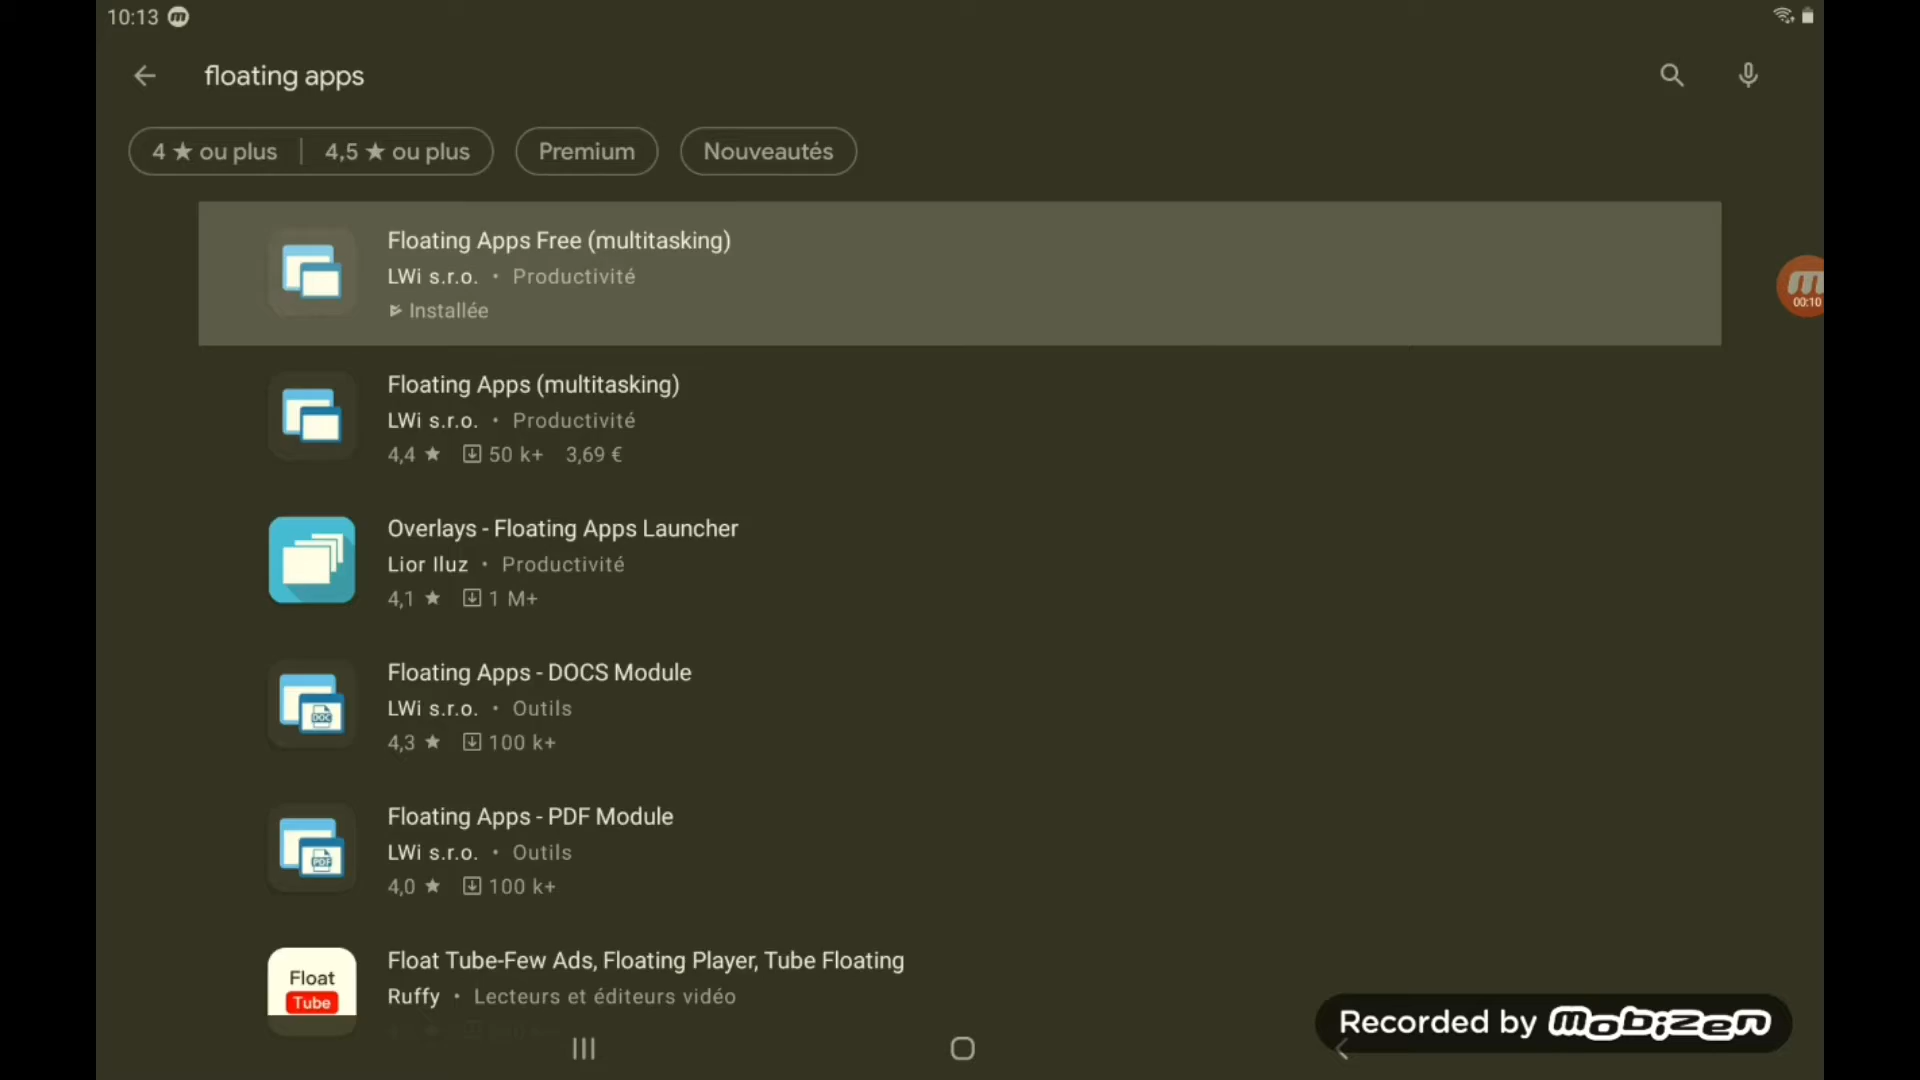 10:13
floating apps
4 ★ ou plus | 4,5 ★ ou plus
Premium
Nouveautés
Floating Apps Free (multitasking)
LWi s.r.o. • Productivité
Installée
00:10
Floating Apps (multitasking)
LWi s.r.o. • Productivité
4,4 ★ 50 k+ 3,69 €
Overlays - Floating Apps Launcher
Lior Iluz • Productivité
4,1 ★ 1 M+
Floating Apps - DOCS Module
DOC
LWi s.r.o. • Outils
4,3 ★ 100 k+
Floating Apps - PDF Module
PDF
LWi s.r.o. • Outils
4,0 ★ 100 k+
Float
Tube
Float Tube-Few Ads, Floating Player, Tube Floating
Ruffy • Lecteurs et éditeurs vidéo
Recorded by mobizen